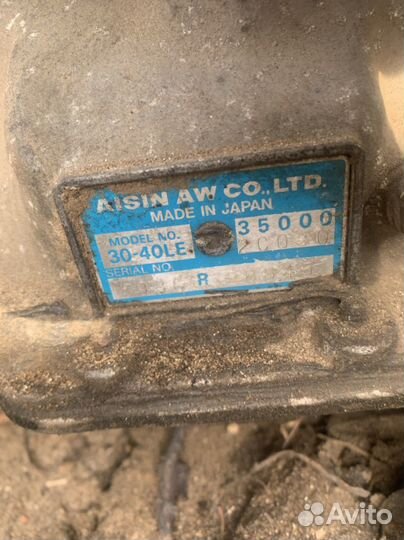 AISIN AW CO., LTD.
MADE IN JAPAN
MODEL NO. 35000
30-40LE
SERIAL NO.
R
Avito